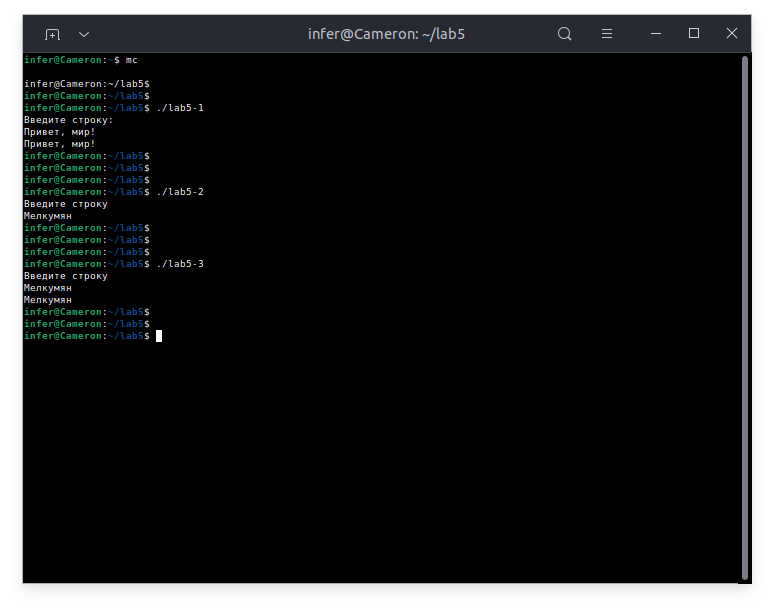 infer@Cameron: ~/lab5
infer@Cameron:~$ mc
infer@Cameron:~/lab5$
infer@Cameron:~/lab5$
infer@Cameron:~/lab5$ ./lab5-1
Введите строку:
Привет, мир!
Привет, мир!
infer@Cameron:~/lab5$
infer@Cameron:~/lab5$
infer@Cameron:~/lab5$
infer@Cameron:~/lab5$ ./lab5-2
Введите строку
Мелкумян
infer@Cameron:~/lab5$
infer@Cameron:~/lab5$
infer@Cameron:~/lab5$
infer@Cameron:~/lab5$ ./lab5-3
Введите строку
Мелкумян
Мелкумян
infer@Cameron:~/lab5$
infer@Cameron:~/lab5$
infer@Cameron:~/lab5$